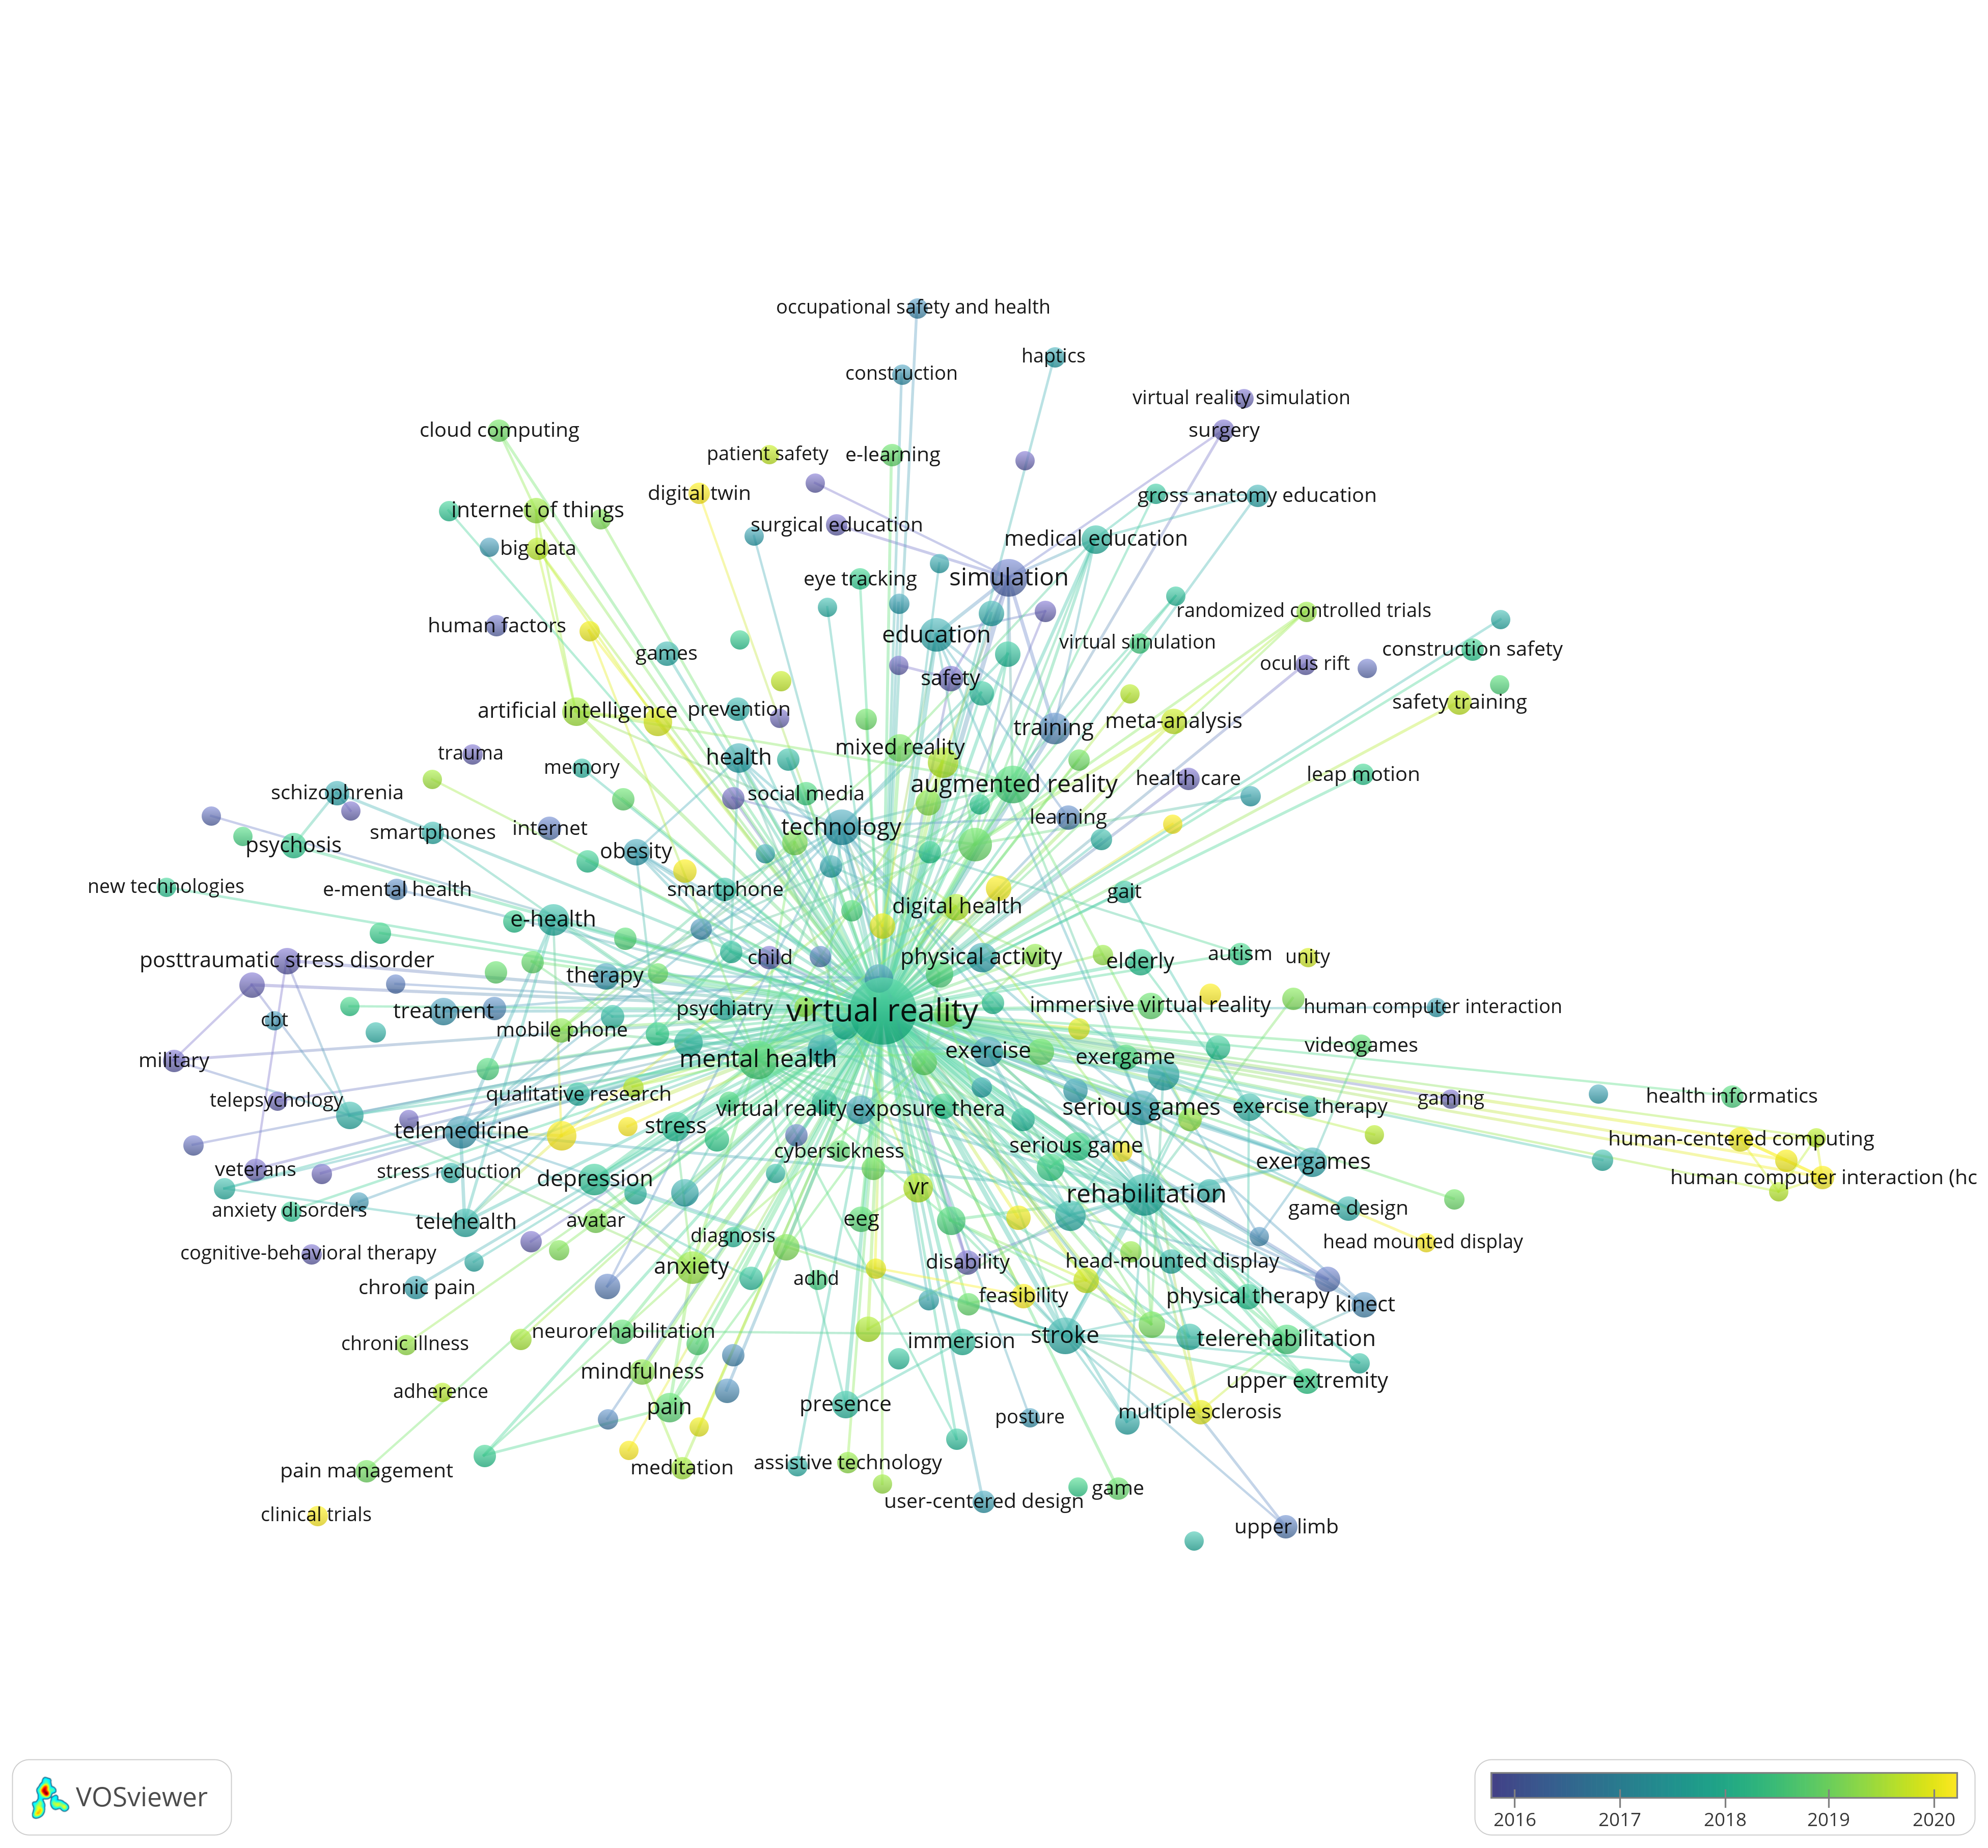 occupational safety and health
haptics
construction
virtual reality simulation
cloud computing
surgery
patient safety
e-learning
digital twin
gross anatomy education
internet of things
surgical education
medical education
big data
eye tracking
simulation
randomized controlled trials
human factors
education
virtual simulation
games
construction safety
oculus rift
safety
safety training
artificial intelligence
prevention
meta-analysis
training
mixed reality
trauma
health
memory
leap motion
health care
augmented reality
schizophrenia
social media
learning
smartphones
internet
technology
psychosis
obesity
new technologies
e-mental health
smartphone
gait
digital health
e-health
autism
posttraumatic stress disorder
child
physical activity
elderly
unity
therapy
immersive virtual reality
human computer interaction
treatment
psychiatry
virtual reality
cbt
mobile phone
videogames
military
mental health
exercise
exergame
qualitative research
health informatics
telepsychology
gaming
virtual reality exposure thera
serious games
exercise therapy
telemedicine
stress
human-centered computing
serious game
cybersickness
exergames
veterans
stress reduction
depression
human computer interaction (hc
vr
rehabilitation
anxiety disorders
game design
telehealth
avatar
eeg
diagnosis
head mounted display
cognitive-behavioral therapy
disability
head-mounted display
anxiety
adhd
chronic pain
feasibility
physical therapy
kinect
neurorehabilitation
stroke
telerehabilitation
chronic illness
immersion
mindfulness
upper extremity
adherence
pain
presence
posture
multiple sclerosis
pain management
meditation
assistive technology
game
user-centered design
clinical trials
upper limb
VOSviewer
2016 2017 2018 2019 2020